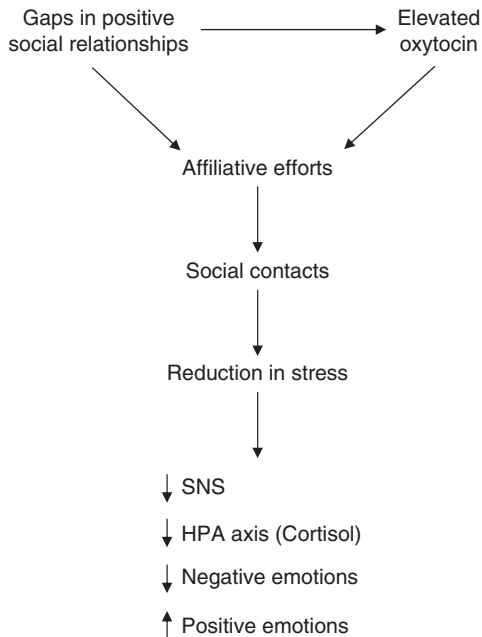 Gaps in positive
social relationships
Elevated
oxytocin
Affiliative efforts
Social contacts
Reduction in stress
SNS
HPA axis (Cortisol)
Negative emotions
Positive emotions